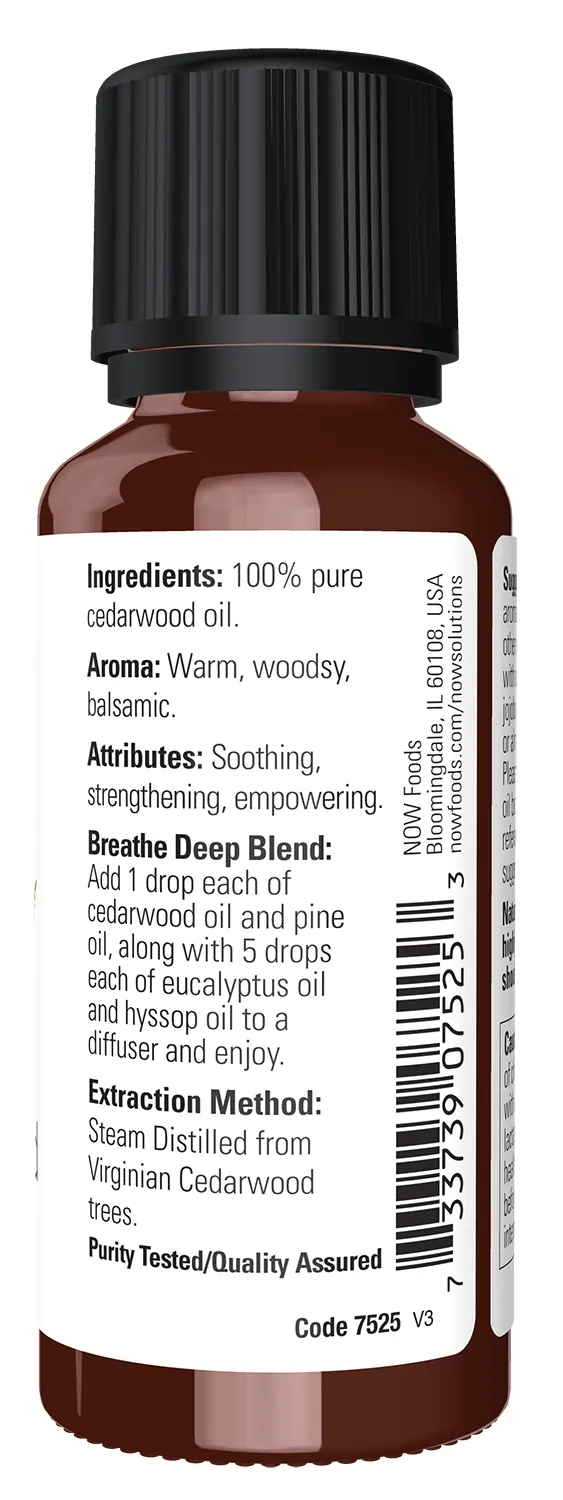 Ingredients: 100% pure
cedarwood oil.
Aroma: Warm, woodsy,
balsamic.
Attributes: Soothing,
strengthening, empowering.
Breathe Deep Blend:
Add 1 drop each of
cedarwood oil and pine
oil, along with 5 drops
each of eucalyptus oil
and hyssop oil to a
diffuser and enjoy.
Extraction Method:
Steam Distilled from
Virginian Cedarwood
trees.
Purity Tested/Quality Assured
Code 7525 V3
NOW Foods
Bloomingdale, IL 60108, USA
nowfoods.com/nowsolutions
7 33739 07525 3